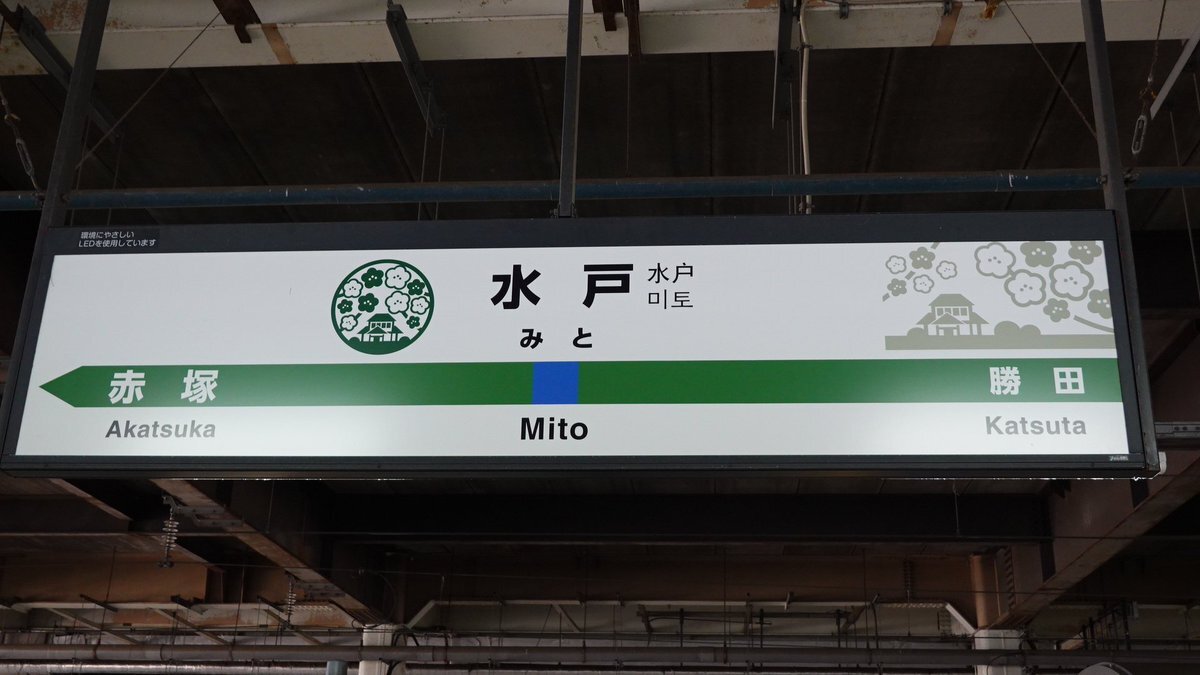 環境にやさしい
LEDを使用しています
水戸
水户
미토
みと
赤塚
勝田
Akatsuka
Mito
Katsuta